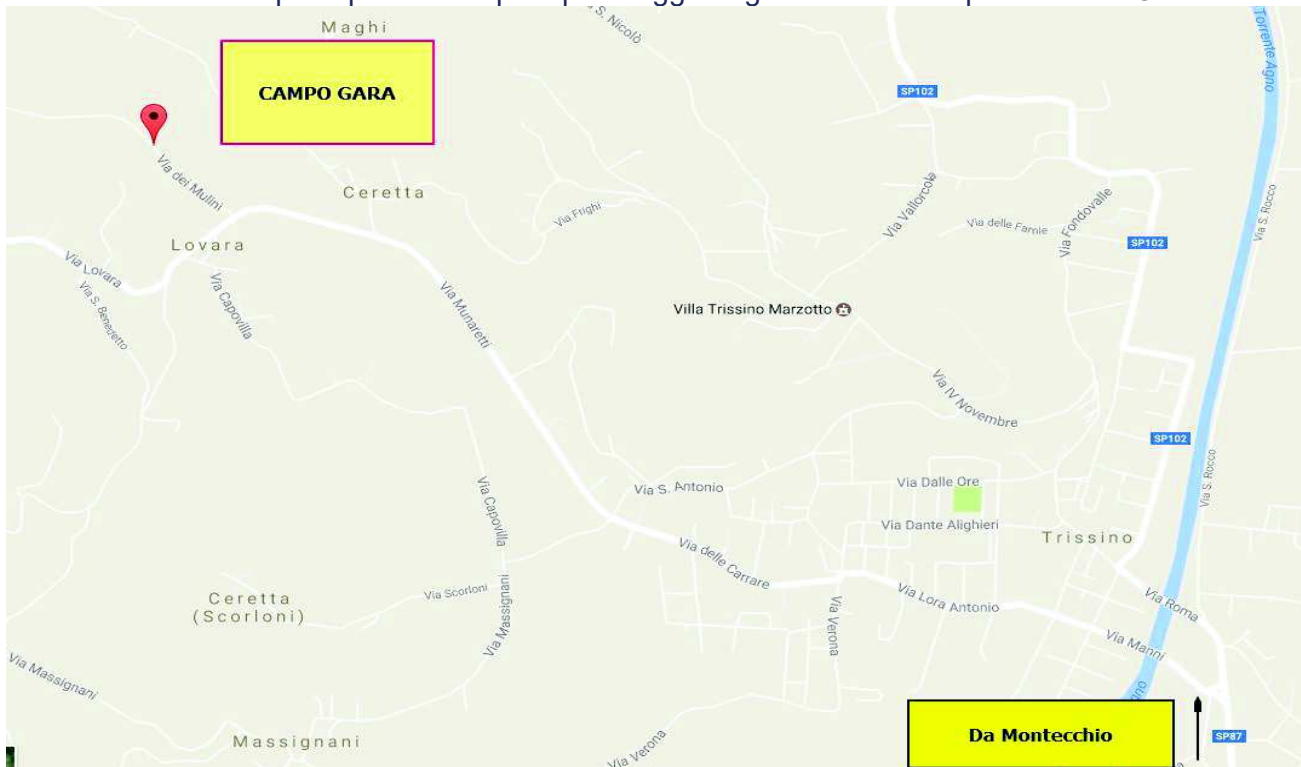 Maghi
S. Nicolò
Torrente Agno
CAMPO GARA
SP102
Via dei Mulini
Ceretta
Via Frighi
Via Vallorcola
Via delle Farnie
Via Fondovalle
Via S. Rocco
SP102
Lovara
Via Lovara
Via S. Benedetto
Via Capovilla
Via Munaretti
Villa Trissino Marzotto
Via IV Novembre
SP102
Via S. Rocco
Via Dalle Ore
Via S. Antonio
Via Capovilla
Via Dante Alighieri
Trissino
Via delle Carrare
Ceretta
(Scorloni)
Via Scorloni
Via Massignani
Via Lora Antonio
Via Roma
Via Verona
Via Manni
Via Massignani
Massignani
Via Verona
Da Montecchio
SP87